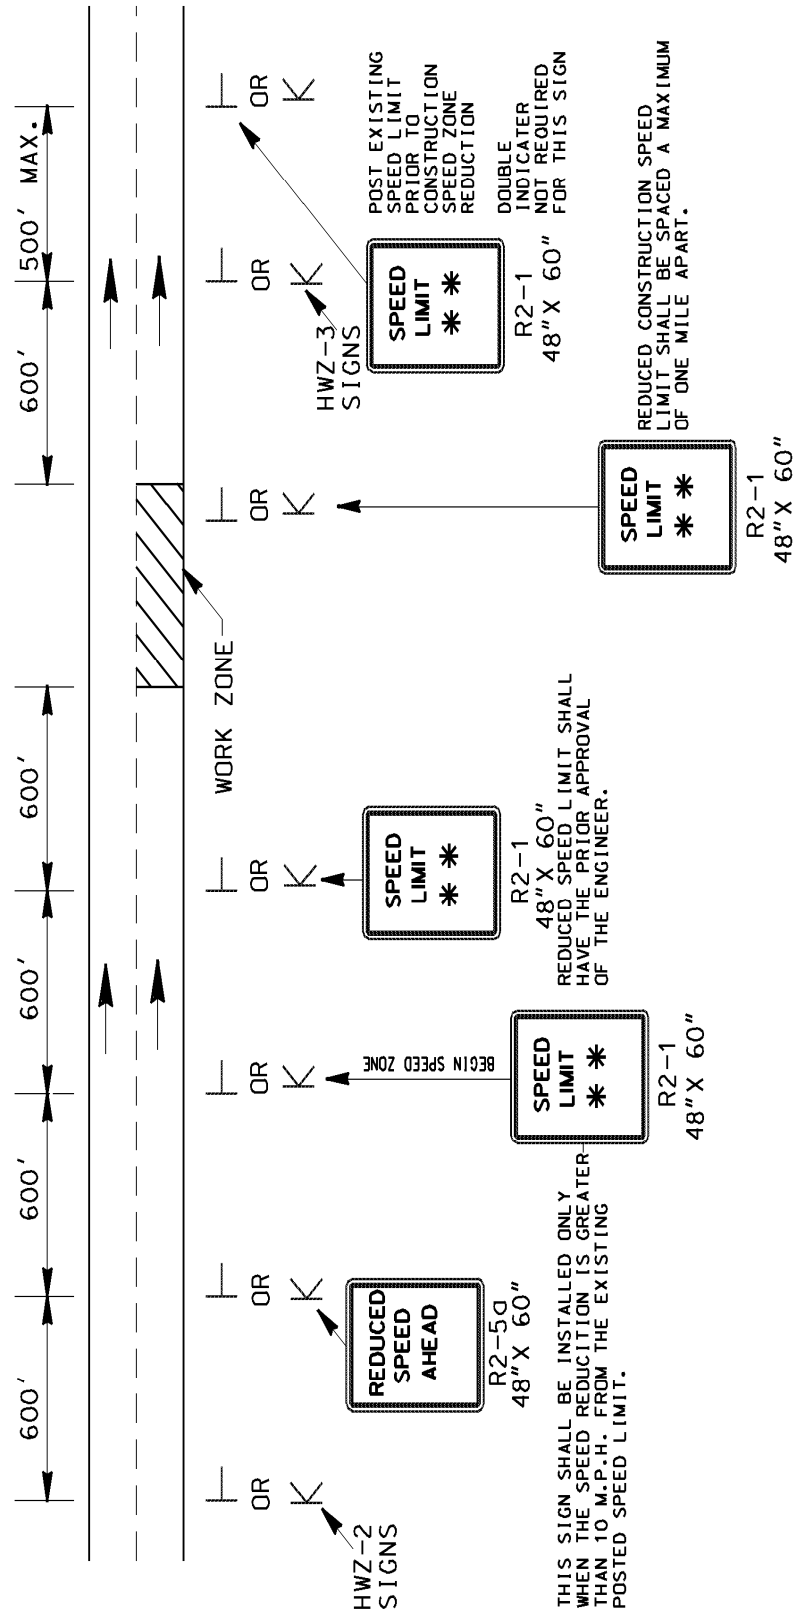 600'
600'
600'
600'
600'
500' MAX.
WORK ZONE
OR
OR
OR
OR
OR
OR
OR
HWZ-2
SIGNS
REDUCED
SPEED
AHEAD
R2-5a
48"X 60"
BEGIN SPEED ZONE
SPEED
LIMIT
* *
R2-1
48"X 60"
THIS SIGN SHALL BE INSTALLED ONLY
WHEN THE SPEED REDUCITION IS GREATER
THAN 10 M.P.H. FROM THE EXISTING
POSTED SPEED LIMIT.
SPEED
LIMIT
* *
R2-1
48"X 60"
REDUCED SPEED LIMIT SHALL
HAVE THE PRIOR APPROVAL
OF THE ENGINEER.
SPEED
LIMIT
* *
R2-1
48"X 60"
REDUCED CONSTRUCTION SPEED
LIMIT SHALL BE SPACED A MAXIMUM
OF ONE MILE APART.
HWZ-3
SIGNS
SPEED
LIMIT
* *
R2-1
48"X 60"
POST EXISTING
SPEED LIMIT
PRIOR TO
CONSTRUCTION
SPEED ZONE
REDUCTION
DOUBLE
INDICATER
NOT REQUIRED
FOR THIS SIGN